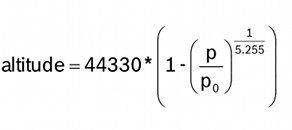 altitude = 44330 * (1 - (p / p₀)^(1 / 5.255))